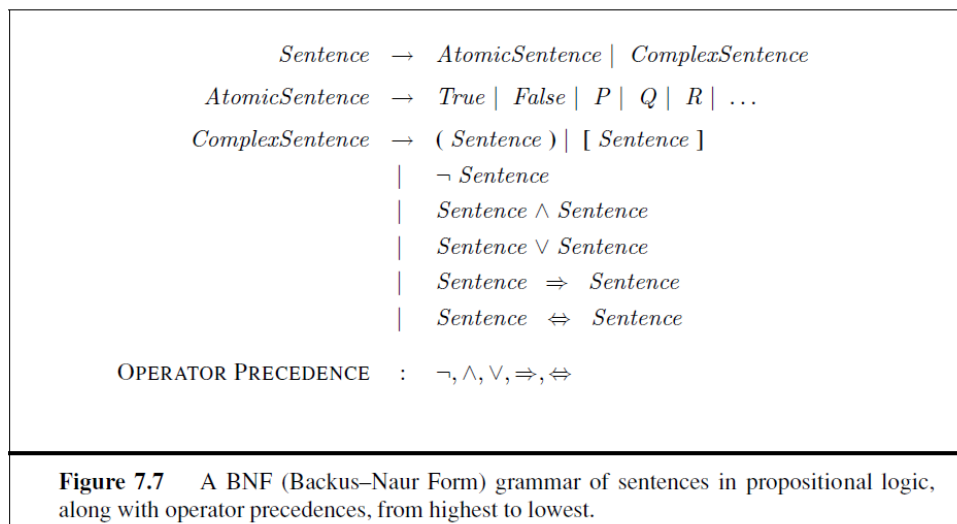 Sentence → AtomicSentence | ComplexSentence
AtomicSentence → True | False | P | Q | R | ...
ComplexSentence → ( Sentence ) | [ Sentence ]
| ¬ Sentence
| Sentence ∧ Sentence
| Sentence ∨ Sentence
| Sentence ⇒ Sentence
| Sentence ⇔ Sentence
OPERATOR PRECEDENCE : ¬, ∧, ∨, ⇒, ⇔
Figure 7.7 A BNF (Backus–Naur Form) grammar of sentences in propositional logic,
along with operator precedences, from highest to lowest.